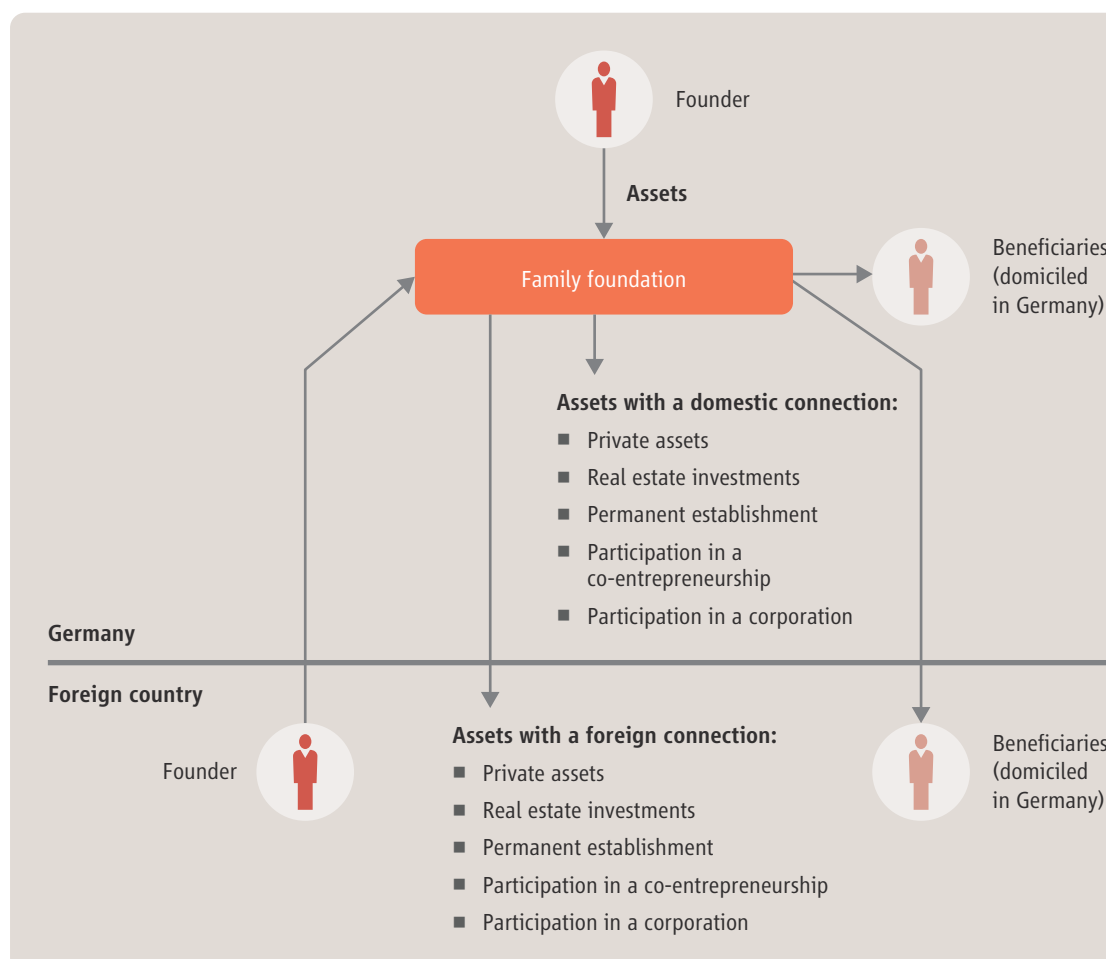 Founder
Assets
Family foundation
Beneficiaries
(domiciled
in Germany)
Assets with a domestic connection:
■ Private assets
■ Real estate investments
■ Permanent establishment
■ Participation in a
co-entrepreneurship
■ Participation in a corporation
Germany
Foreign country
Founder
Assets with a foreign connection:
■ Private assets
■ Real estate investments
■ Permanent establishment
■ Participation in a co-entrepreneurship
■ Participation in a corporation
Beneficiaries
(domiciled
in Germany)